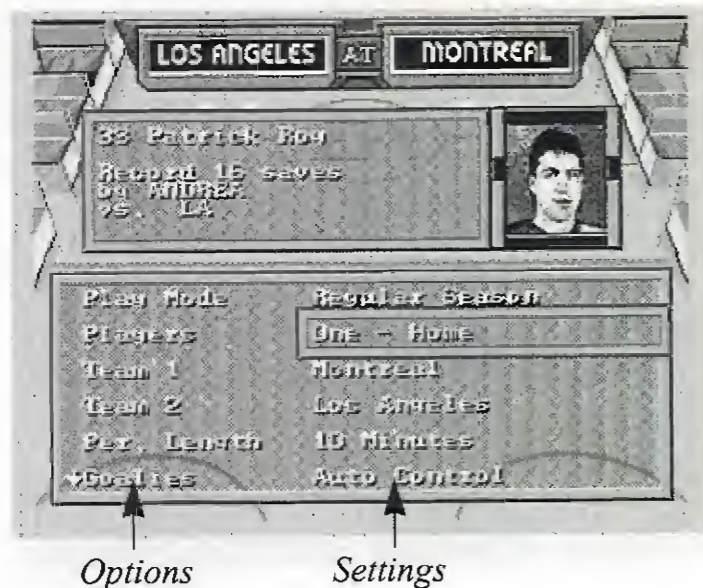 LOS ANGELES AT MONTREAL
33 Patrick Roy
Record 16 saves
by ANDREA
vs. LA
Play Mode Regular Season
Players One - Home
Team 1 Montreal
Team 2 Los Angeles
Per. Length 10 Minutes
Goalies Auto Control
Options Settings